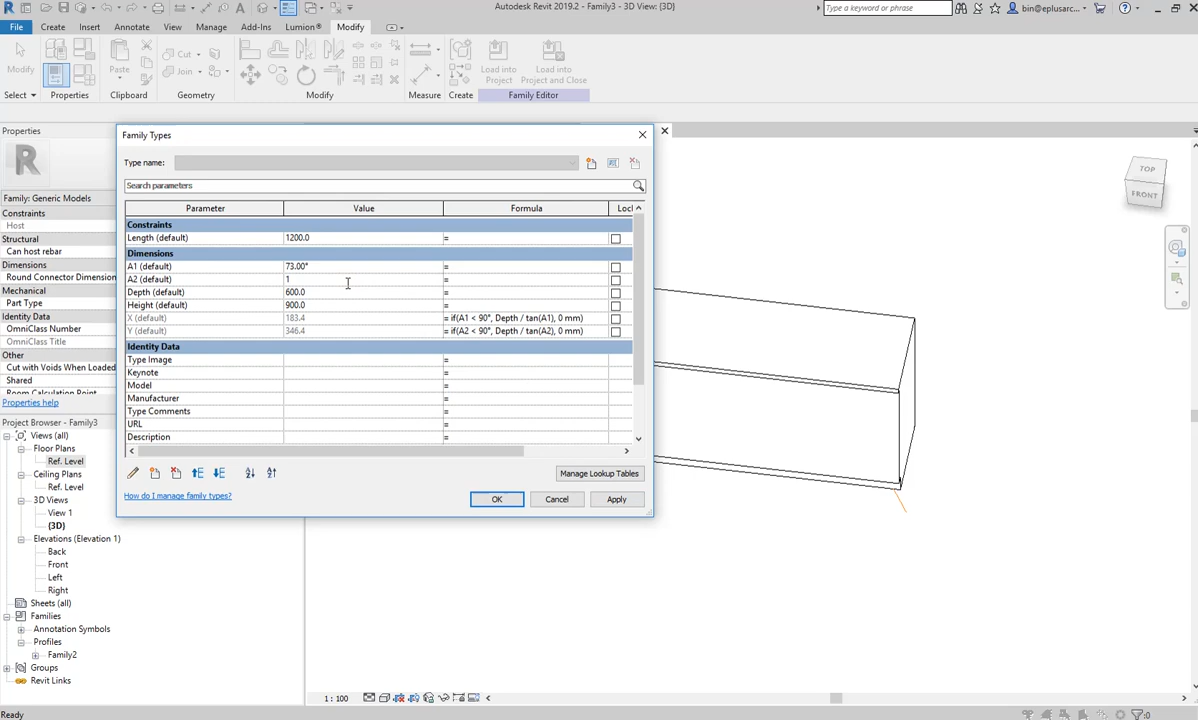 Autodesk Revit 2019.2 - Family3 - 3D View: {3D}
Type a keyword or phrase
bin@eplusarc...
File Create Insert Annotate View Manage Add-Ins Lumion® Modify
Modify
Paste
Cut
Join
Load into Project
Load into Project and Close
Select Properties Clipboard Geometry Modify Measure Create Family Editor
Properties
Family: Generic Models
Constraints
Host
Structural
Can host rebar
Dimensions
Round Connector Dimension
Mechanical
Part Type
Identity Data
OmniClass Number
OmniClass Title
Other
Cut with Voids When Loaded
Shared
Room Calculation Point
Properties help
Project Browser - Family3
Views (all)
Floor Plans
Ref. Level
Ceiling Plans
Ref. Level
3D Views
View 1
{3D}
Elevations (Elevation 1)
Back
Front
Left
Right
Sheets (all)
Families
Annotation Symbols
Profiles
Family2
Groups
Revit Links
Family Types
Type name:
Search parameters
Parameter Value Formula Lock
Constraints
Length (default) 1200.0 =
Dimensions
A1 (default) 73.00° =
A2 (default) 1 =
Depth (default) 600.0 =
Height (default) 900.0 =
X (default) 183.4 = if(A1 < 90°, Depth / tan(A1), 0 mm)
Y (default) 346.4 = if(A2 < 90°, Depth / tan(A2), 0 mm)
Identity Data
Type Image =
Keynote =
Model =
Manufacturer =
Type Comments =
URL =
Description =
Manage Lookup Tables
How do I manage family types?
OK Cancel Apply
TOP
FRONT
1 : 100
Ready
:0